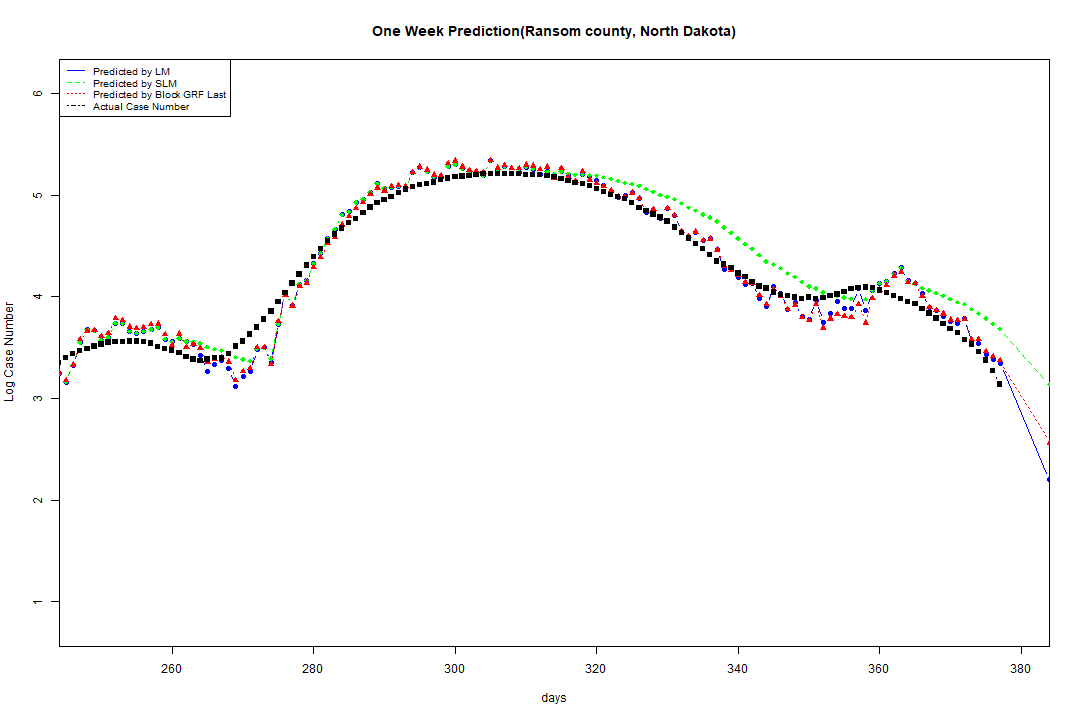 One Week Prediction(Ransom county, North Dakota)
Predicted by LM
Predicted by SLM
Predicted by Block GRF Last
Actual Case Number
6
5
4
3
2
1
Log Case Number
260 280 300 320 340 360 380
days